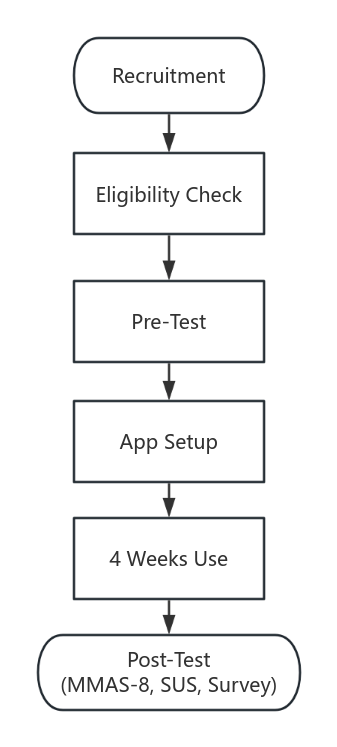 Recruitment
Eligibility Check
Pre-Test
App Setup
4 Weeks Use
Post-Test
(MMAS-8, SUS, Survey)